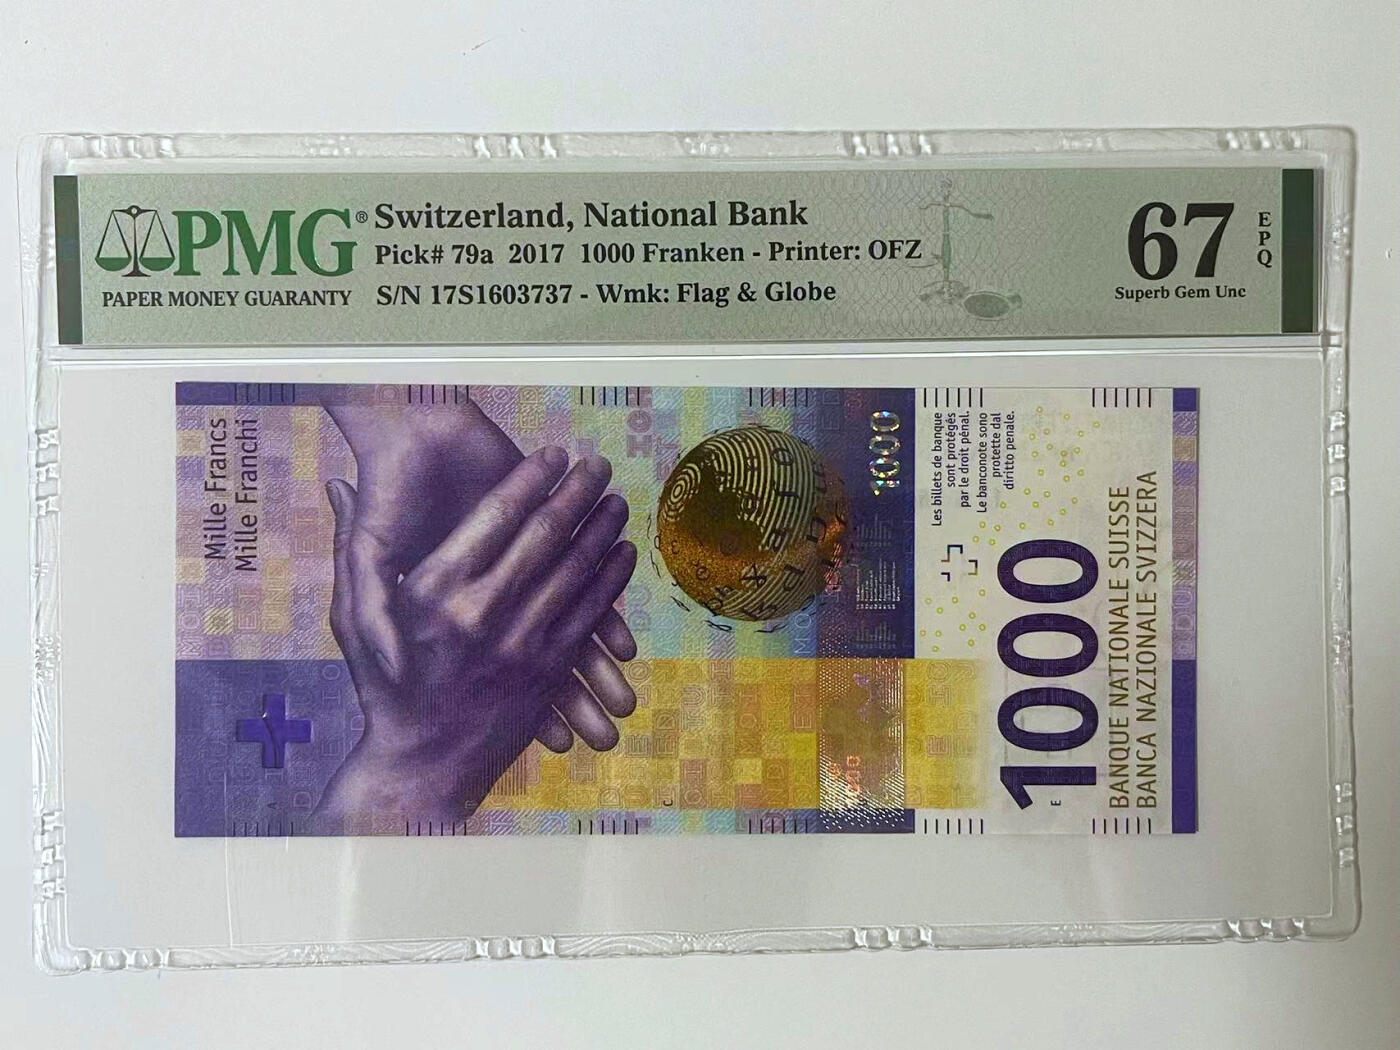 PMG®
PAPER MONEY GUARANTY
Switzerland, National Bank
Pick# 79a 2017 1000 Franken - Printer: OFZ
S/N 17S1603737 - Wmk: Flag & Globe
67
EPQ
Superb Gem Unc
Mille Francs
Mille Franchi
1000
Les billets de banque
sont protégés
par le droit pénal.
Le banconote sono
protette dal
diritto penale.
1000
BANQUE NATIONALE SUISSE
BANCA NAZIONALE SVIZZERA
A
C
E